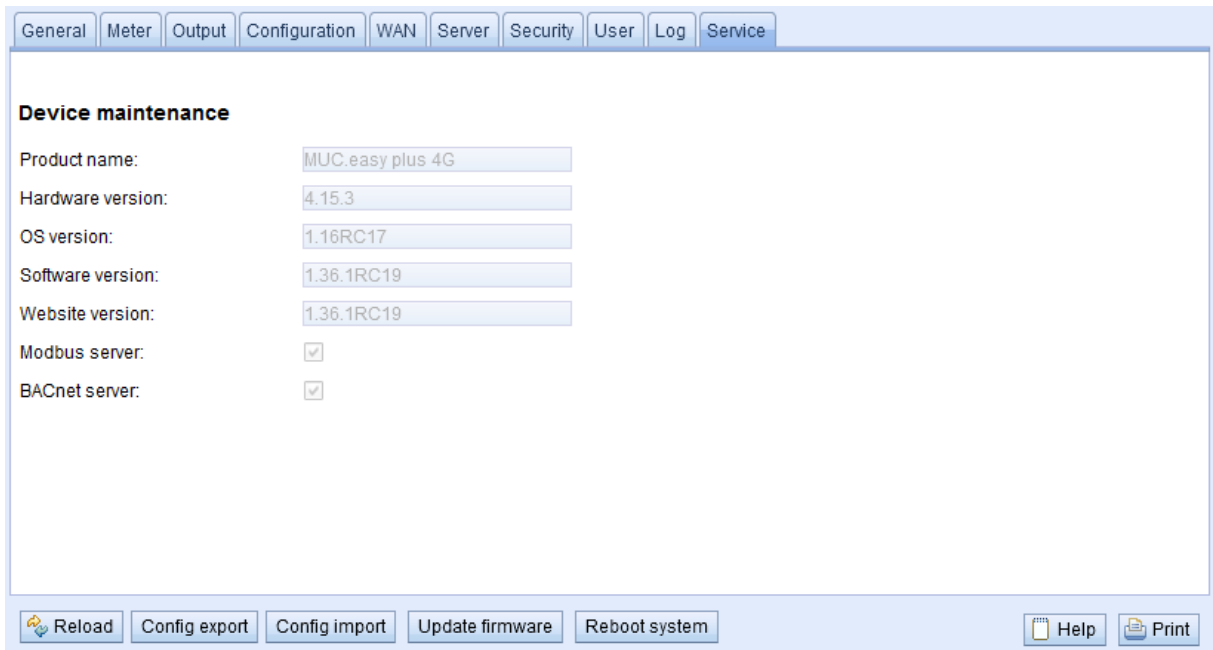 General Meter Output Configuration WAN Server Security User Log Service
Device maintenance
Product name: MUC.easy plus 4G
Hardware version: 4.15.3
OS version: 1.16RC17
Software version: 1.36.1RC19
Website version: 1.36.1RC19
Modbus server:
BACnet server:
Reload Config export Config import Update firmware Reboot system Help Print